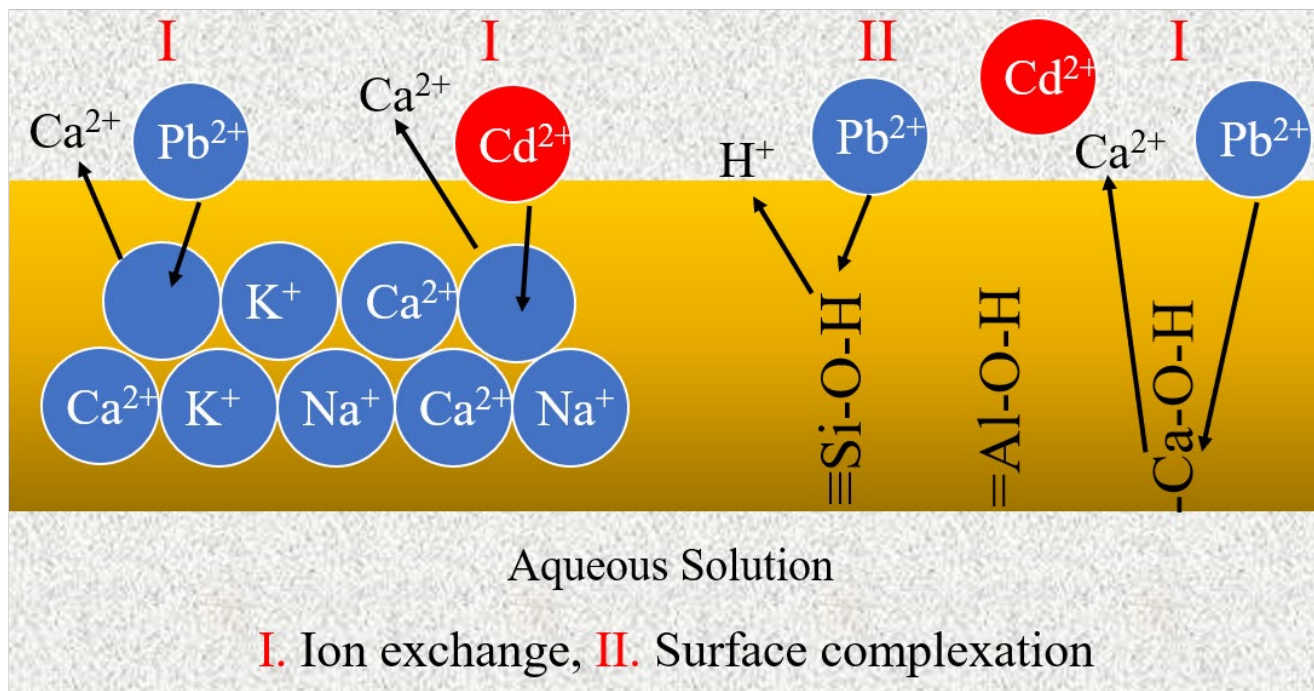 I I II I
Ca²⁺ Pb²⁺ Ca²⁺ Cd²⁺ H⁺ Pb²⁺ Cd²⁺ Ca²⁺ Pb²⁺
K⁺ Ca²⁺
Ca²⁺ K⁺ Na⁺ Ca²⁺ Na⁺
≡Si-O-H
=Al-O-H
-Ca-O-H
Aqueous Solution
I. Ion exchange, II. Surface complexation